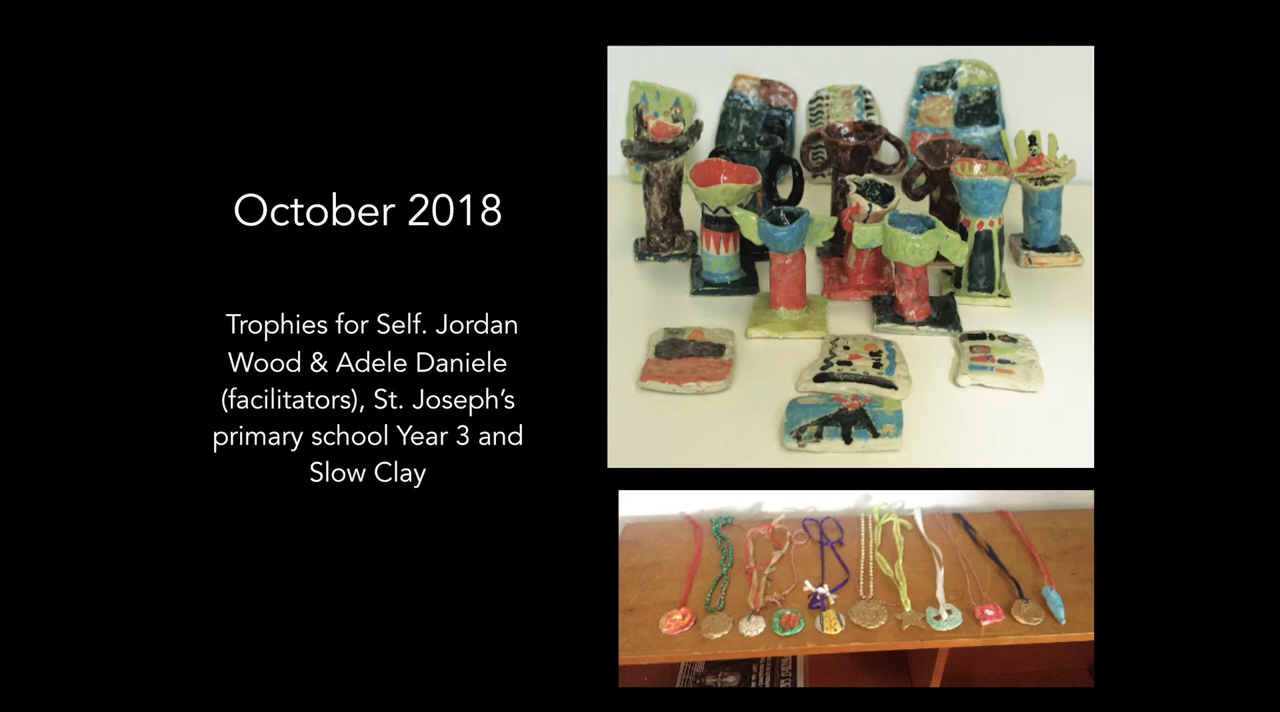 October 2018
Trophies for Self. Jordan
Wood & Adele Daniele
(facilitators), St. Joseph’s
primary school Year 3 and
Slow Clay